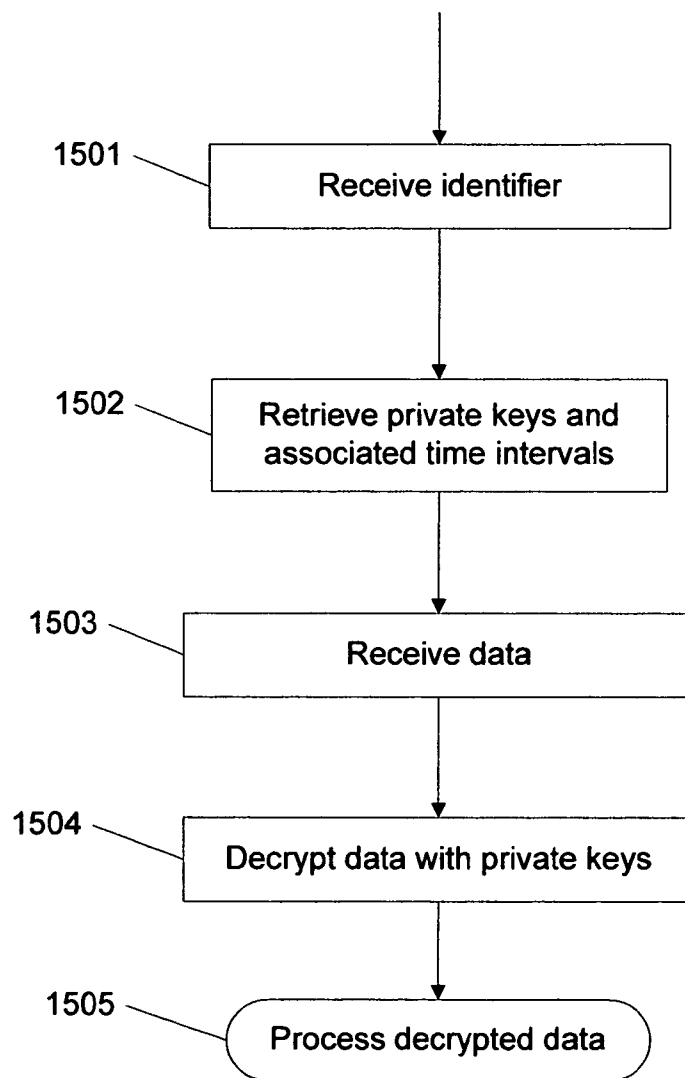 1501
Receive identifier
1502
Retrieve private keys and
associated time intervals
1503
Receive data
1504
Decrypt data with private keys
1505
Process decrypted data